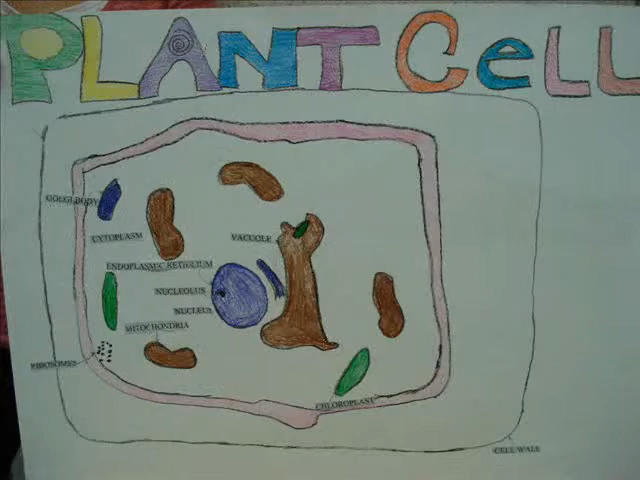 PLANT CELL
GOLGI BODY
CYTOPLASM
VACUOLE
ENDOPLASMIC RETICULUM
NUCLEOLUS
NUCLEUS
MITOCHONDRIA
RIBOSOMES
CHLOROPLAST
CELL WALL